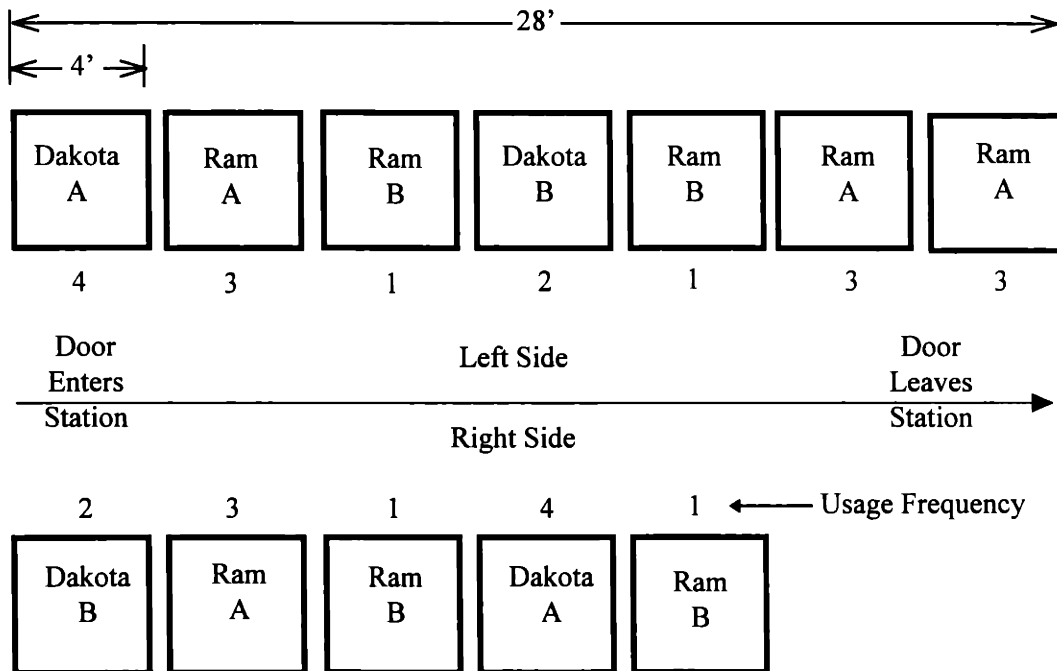 28’
4’
Dakota
A
Ram
A
Ram
B
Dakota
B
Ram
B
Ram
A
Ram
A
4
3
1
2
1
3
3
Door
Enters
Station
Left Side
Door
Leaves
Station
Right Side
2
3
1
4
1
Usage Frequency
Dakota
B
Ram
A
Ram
B
Dakota
A
Ram
B